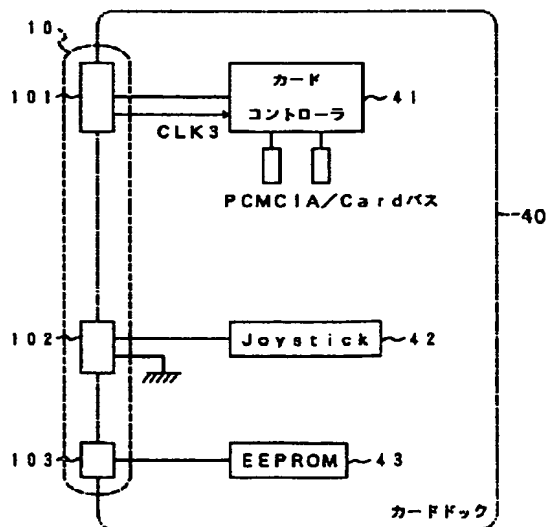 10
101
カード
コントローラ
41
CLK3
PCMCIA/Cardバス
40
102
Joystick
42
103
EEPROM
43
カードドック